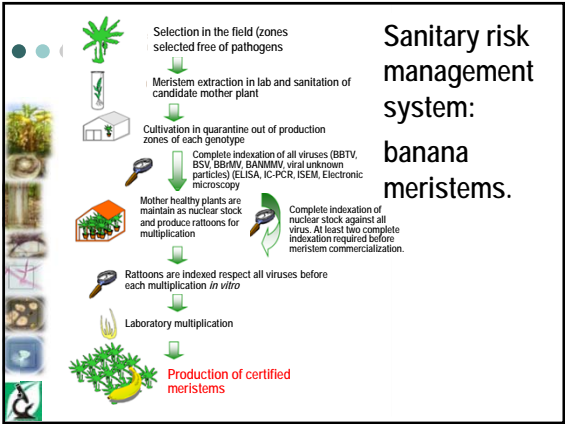 Selection in the field (zones
selected free of pathogens
Meristem extraction in lab and sanitation of
candidate mother plant
Cultivation in quarantine out of production
zones of each genotype
Complete indexation of all viruses (BBTV,
BSV, BBrMV, BANMMV, viral unknown
particles) (ELISA, IC-PCR, ISEM, Electronic
microscopy
Mother healthy plants are
maintain as nuclear stock
and produce rattoons for
multiplication
Complete indexation of
nuclear stock against all
virus. At least two complete
indexation required before
meristem commercialization.
Rattoons are indexed respect all viruses before
each multiplication in vitro
Laboratory multiplication
Production of certified
meristems
Sanitary risk
management
system:
banana
meristems.